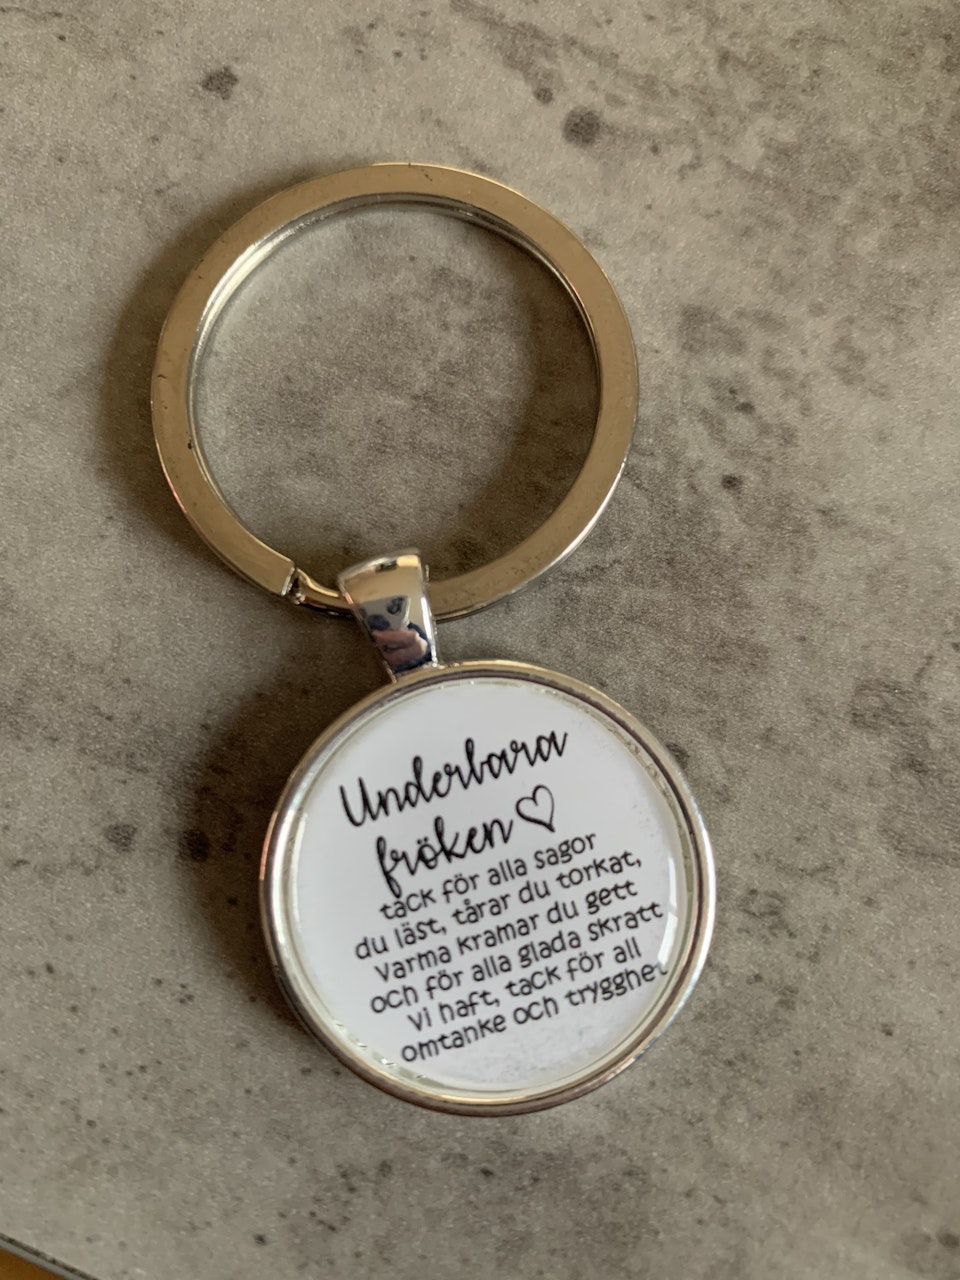 Underbara
fröken ♡
tack för alla sagor
du läst, tårar du torkat,
varma kramar du gett
och för alla glada skratt
vi haft, tack för all
omtanke och trygghet